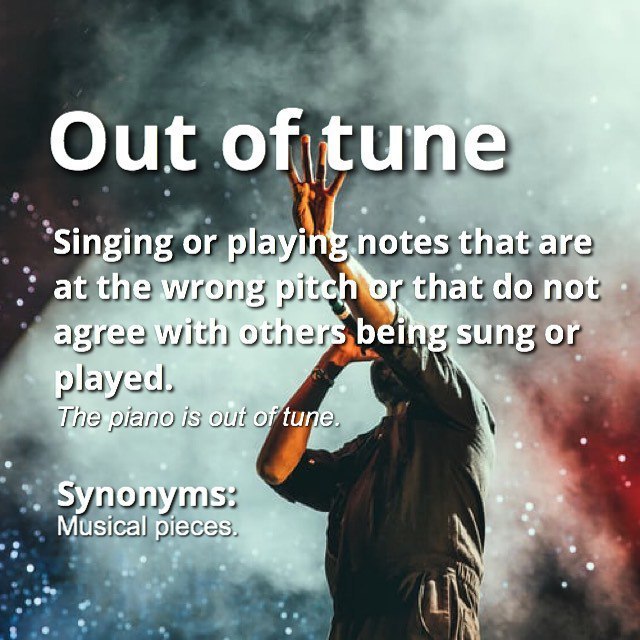 Out of tune
Singing or playing notes that are
at the wrong pitch or that do not
agree with others being sung or
played.
The piano is out of tune.
Synonyms:
Musical pieces.